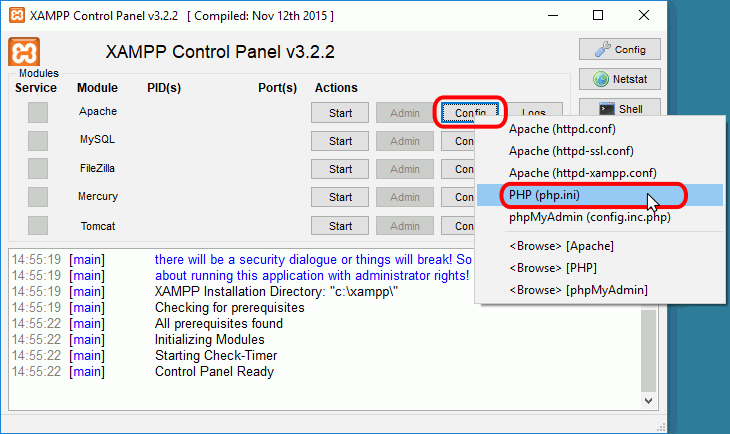 XAMPP Control Panel v3.2.2 [ Compiled: Nov 12th 2015 ]
XAMPP Control Panel v3.2.2
Config
Modules
Service Module PID(s) Port(s) Actions
Netstat
Apache Start Admin Config Logs
Shell
MySQL Start Admin
FileZilla Start Admin
Mercury Start Admin
Tomcat Start Admin
Apache (httpd.conf)
Apache (httpd-ssl.conf)
Apache (httpd-xampp.conf)
PHP (php.ini)
phpMyAdmin (config.inc.php)
<Browse> [Apache]
<Browse> [PHP]
<Browse> [phpMyAdmin]
14:55:19 [main] there will be a security dialogue or things will break! So
14:55:19 [main] about running this application with administrator rights!
14:55:19 [main] XAMPP Installation Directory: "c:\xampp\"
14:55:19 [main] Checking for prerequisites
14:55:22 [main] All prerequisites found
14:55:22 [main] Initializing Modules
14:55:22 [main] Starting Check-Timer
14:55:22 [main] Control Panel Ready